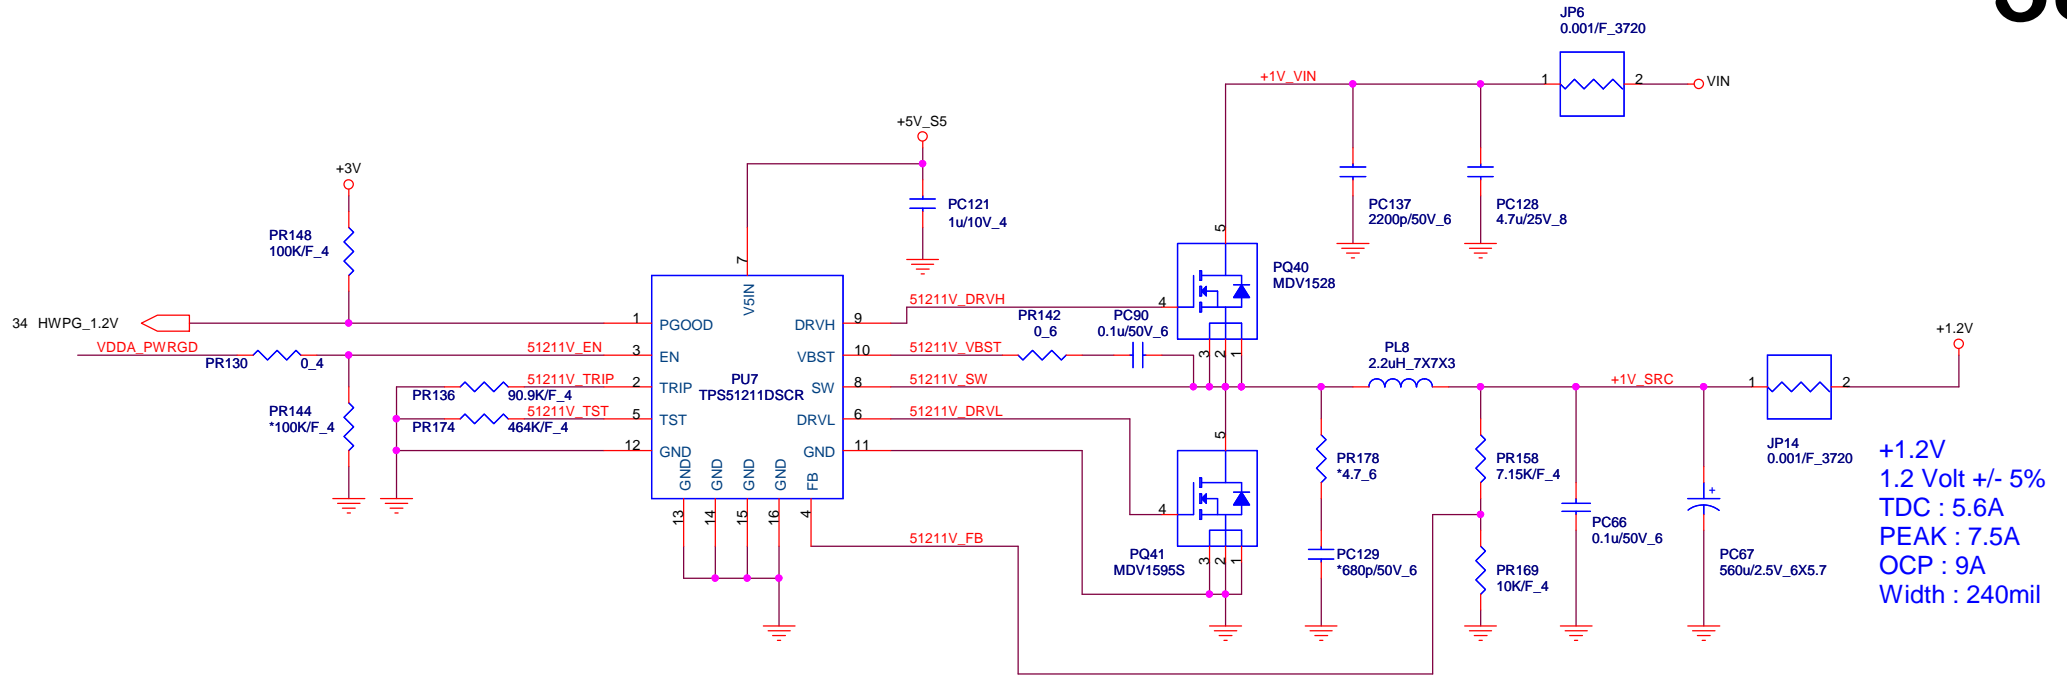 JP6
0.001/F_3720
1
2
VIN
+1V_VIN
+5V_S5
+3V
PC121
1u/10V_4
PC137
2200p/50V_6
PC128
4.7u/25V_8
PR148
100K/F_4
5
PQ40
MDV1528
7
V5IN
34 HWPG_1.2V
1
PGOOD
DRVH
9
51211V_DRVH
4
PR142
0_6
PC90
0.1u/50V_6
VDDA_PWRGD
PR130
0_4
51211V_EN
3
EN
VBST
10
51211V_VBST
3
2
1
+1.2V
PL8
2.2uH_7X7X3
PU7
TPS51211DSCR
51211V_TRIP
2
TRIP
SW
8
51211V_SW
+1V_SRC
1
2
PR136
90.9K/F_4
PR144
*100K/F_4
51211V_TST
5
TST
DRVL
6
51211V_DRVL
PR174
464K/F_4
5
12
GND
GND
11
JP14
0.001/F_3720
PR178
*4.7_6
PR158
7.15K/F_4
GND
GND
GND
GND
FB
13
14
15
16
4
4
51211V_FB
PQ41
MDV1595S
3
2
1
PC129
*680p/50V_6
PR169
10K/F_4
PC66
0.1u/50V_6
+
PC67
560u/2.5V_6X5.7
+1.2V
1.2 Volt +/- 5%
TDC : 5.6A
PEAK : 7.5A
OCP : 9A
Width : 240mil